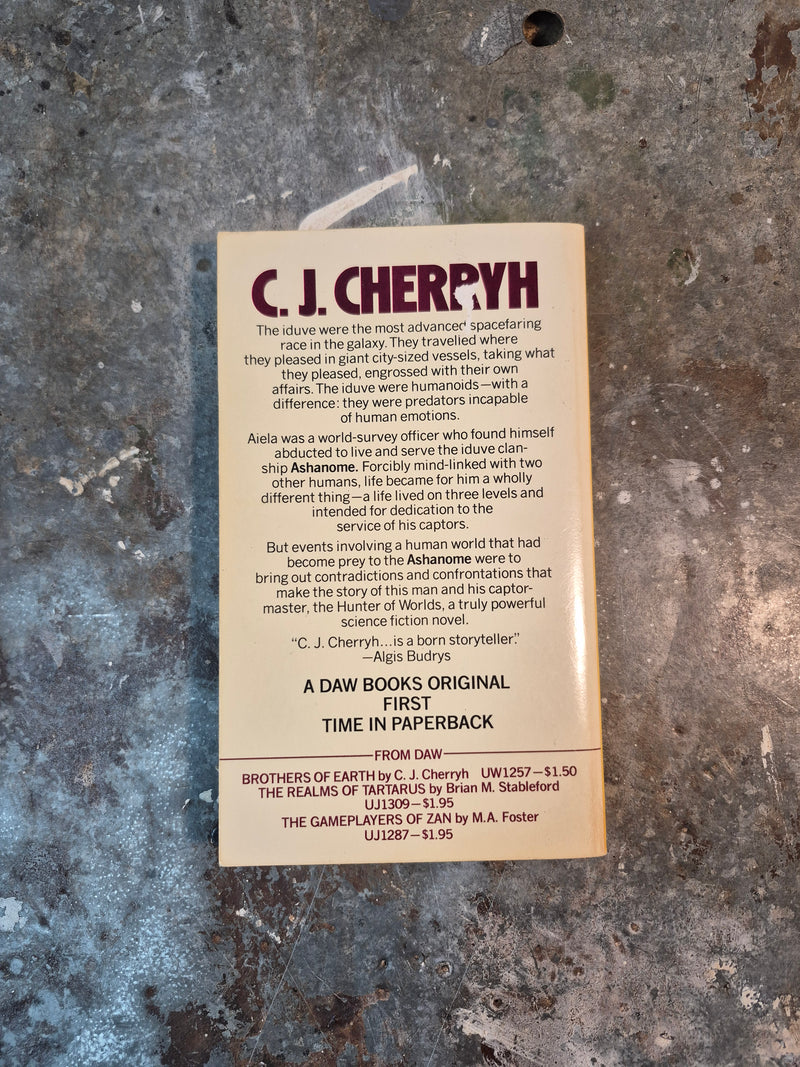 C. J. CHERRYH
The iduve were the most advanced spacefaring
race in the galaxy. They travelled where
they pleased in giant city-sized vessels, taking what
they pleased, engrossed with their own
affairs. The iduve were humanoids—with a
difference: they were predators incapable
of human emotions.
Aiela was a world-survey officer who found himself
abducted to live and serve the iduve clan-
ship Ashanome. Forcibly mind-linked with two
other humans, life became for him a wholly
different thing—a life lived on three levels and
intended for dedication to the
service of his captors.
But events involving a human world that had
become prey to the Ashanome were to
bring out contradictions and confrontations that
make the story of this man and his captor-
master, the Hunter of Worlds, a truly powerful
science fiction novel.
“C. J. Cherryh...is a born storyteller.”
—Algis Budrys
A DAW BOOKS ORIGINAL
FIRST
TIME IN PAPERBACK
FROM DAW
BROTHERS OF EARTH by C. J. Cherryh UW1257—$1.50
THE REALMS OF TARTARUS by Brian M. Stableford
UJ1309—$1.95
THE GAMEPLAYERS OF ZAN by M.A. Foster
UJ1287—$1.95